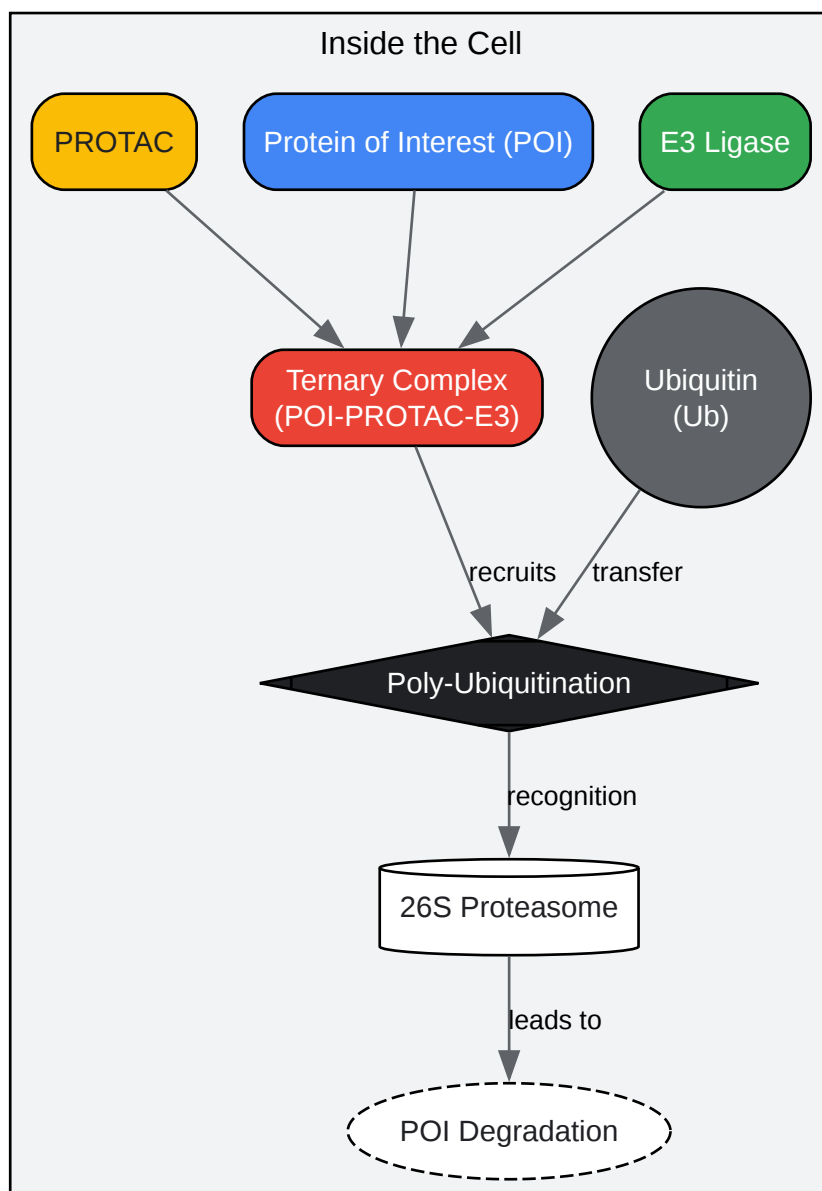 Inside the Cell
PROTAC
Protein of Interest (POI)
E3 Ligase
Ternary Complex
(POI-PROTAC-E3)
Ubiquitin
(Ub)
recruits
transfer
Poly-Ubiquitination
recognition
26S Proteasome
leads to
POI Degradation